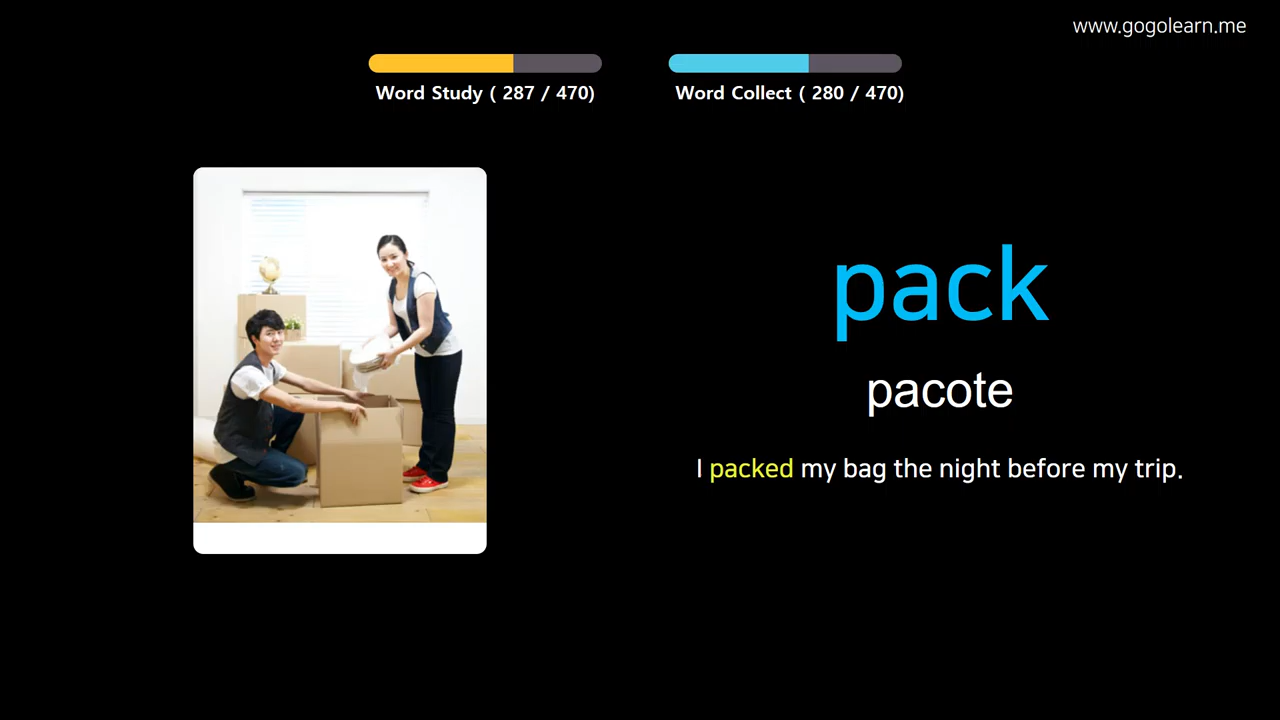 www.gogolearn.me
Word Study ( 287 / 470)
Word Collect ( 280 / 470)
pack
pacote
I packed my bag the night before my trip.